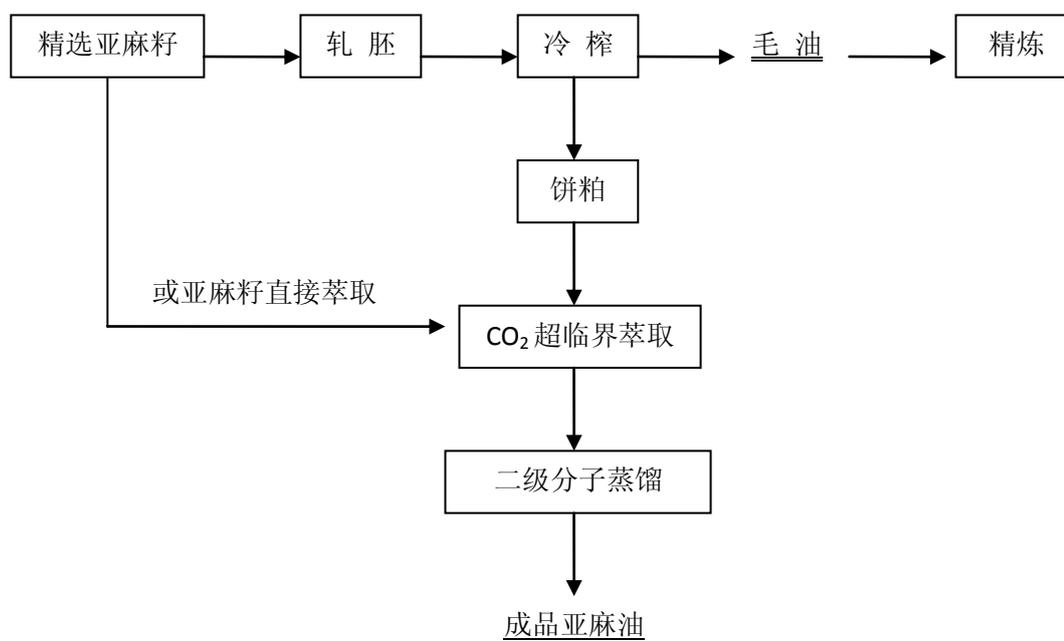 精选亚麻籽
轧 胚
冷 榨
毛 油
精炼
饼粕
或亚麻籽直接萃取
CO₂ 超临界萃取
二级分子蒸馏
成品亚麻油